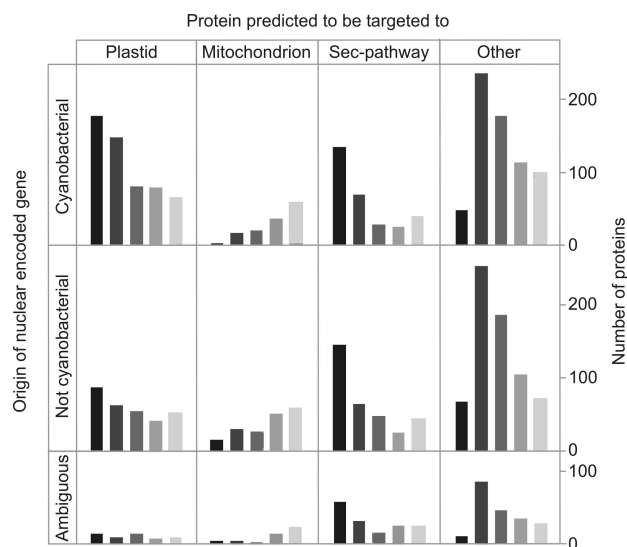 Protein predicted to be targeted to
Plastid Mitochondrion Sec-pathway Other
Origin of nuclear encoded gene
Cyanobacterial
Not cyanobacterial
Ambiguous
200
100
0
200
100
0
100
0
Number of proteins